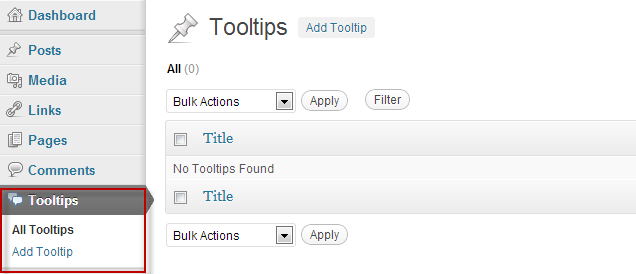 Dashboard
Posts
Media
Links
Pages
Comments
Tooltips
All Tooltips
Add Tooltip
Tooltips Add Tooltip
All (0)
Bulk Actions Apply Filter
Title
No Tooltips Found
Title
Bulk Actions Apply